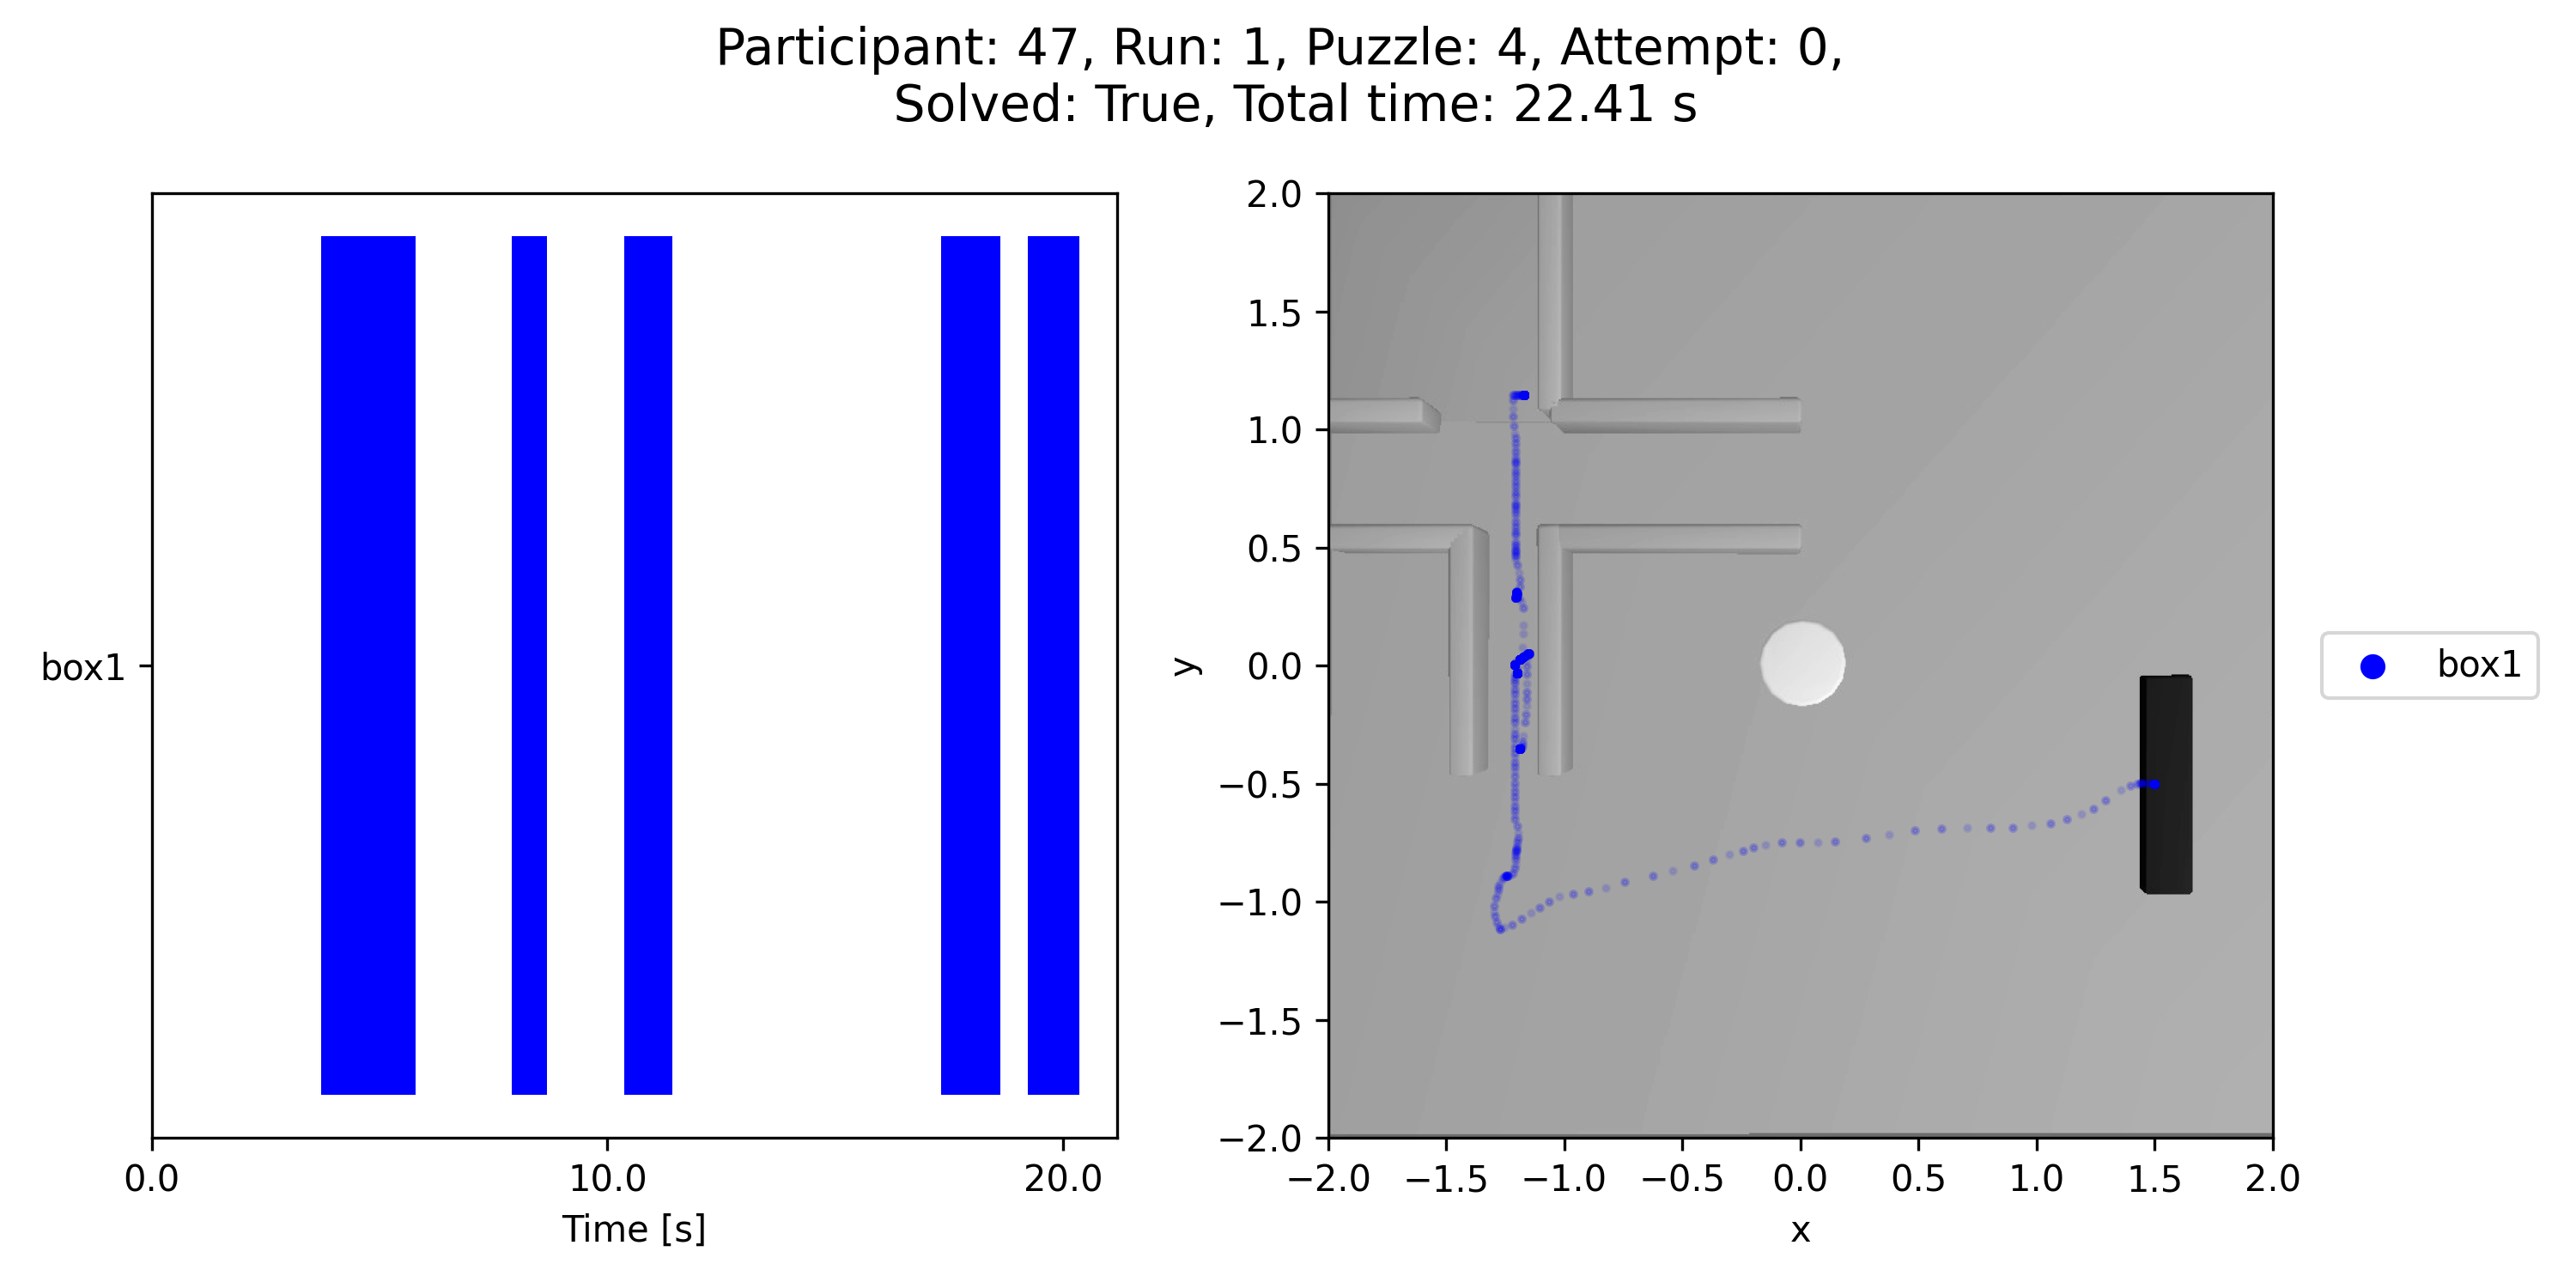 Participant: 47, Run: 1, Puzzle: 4, Attempt: 0,
Solved: True, Total time: 22.41 s
box1
0.0 10.0 20.0
Time [s]
y
2.0
1.5
1.0
0.5
0.0
−0.5
−1.0
−1.5
−2.0
−2.0 −1.5 −1.0 −0.5 0.0 0.5 1.0 1.5 2.0
x
box1